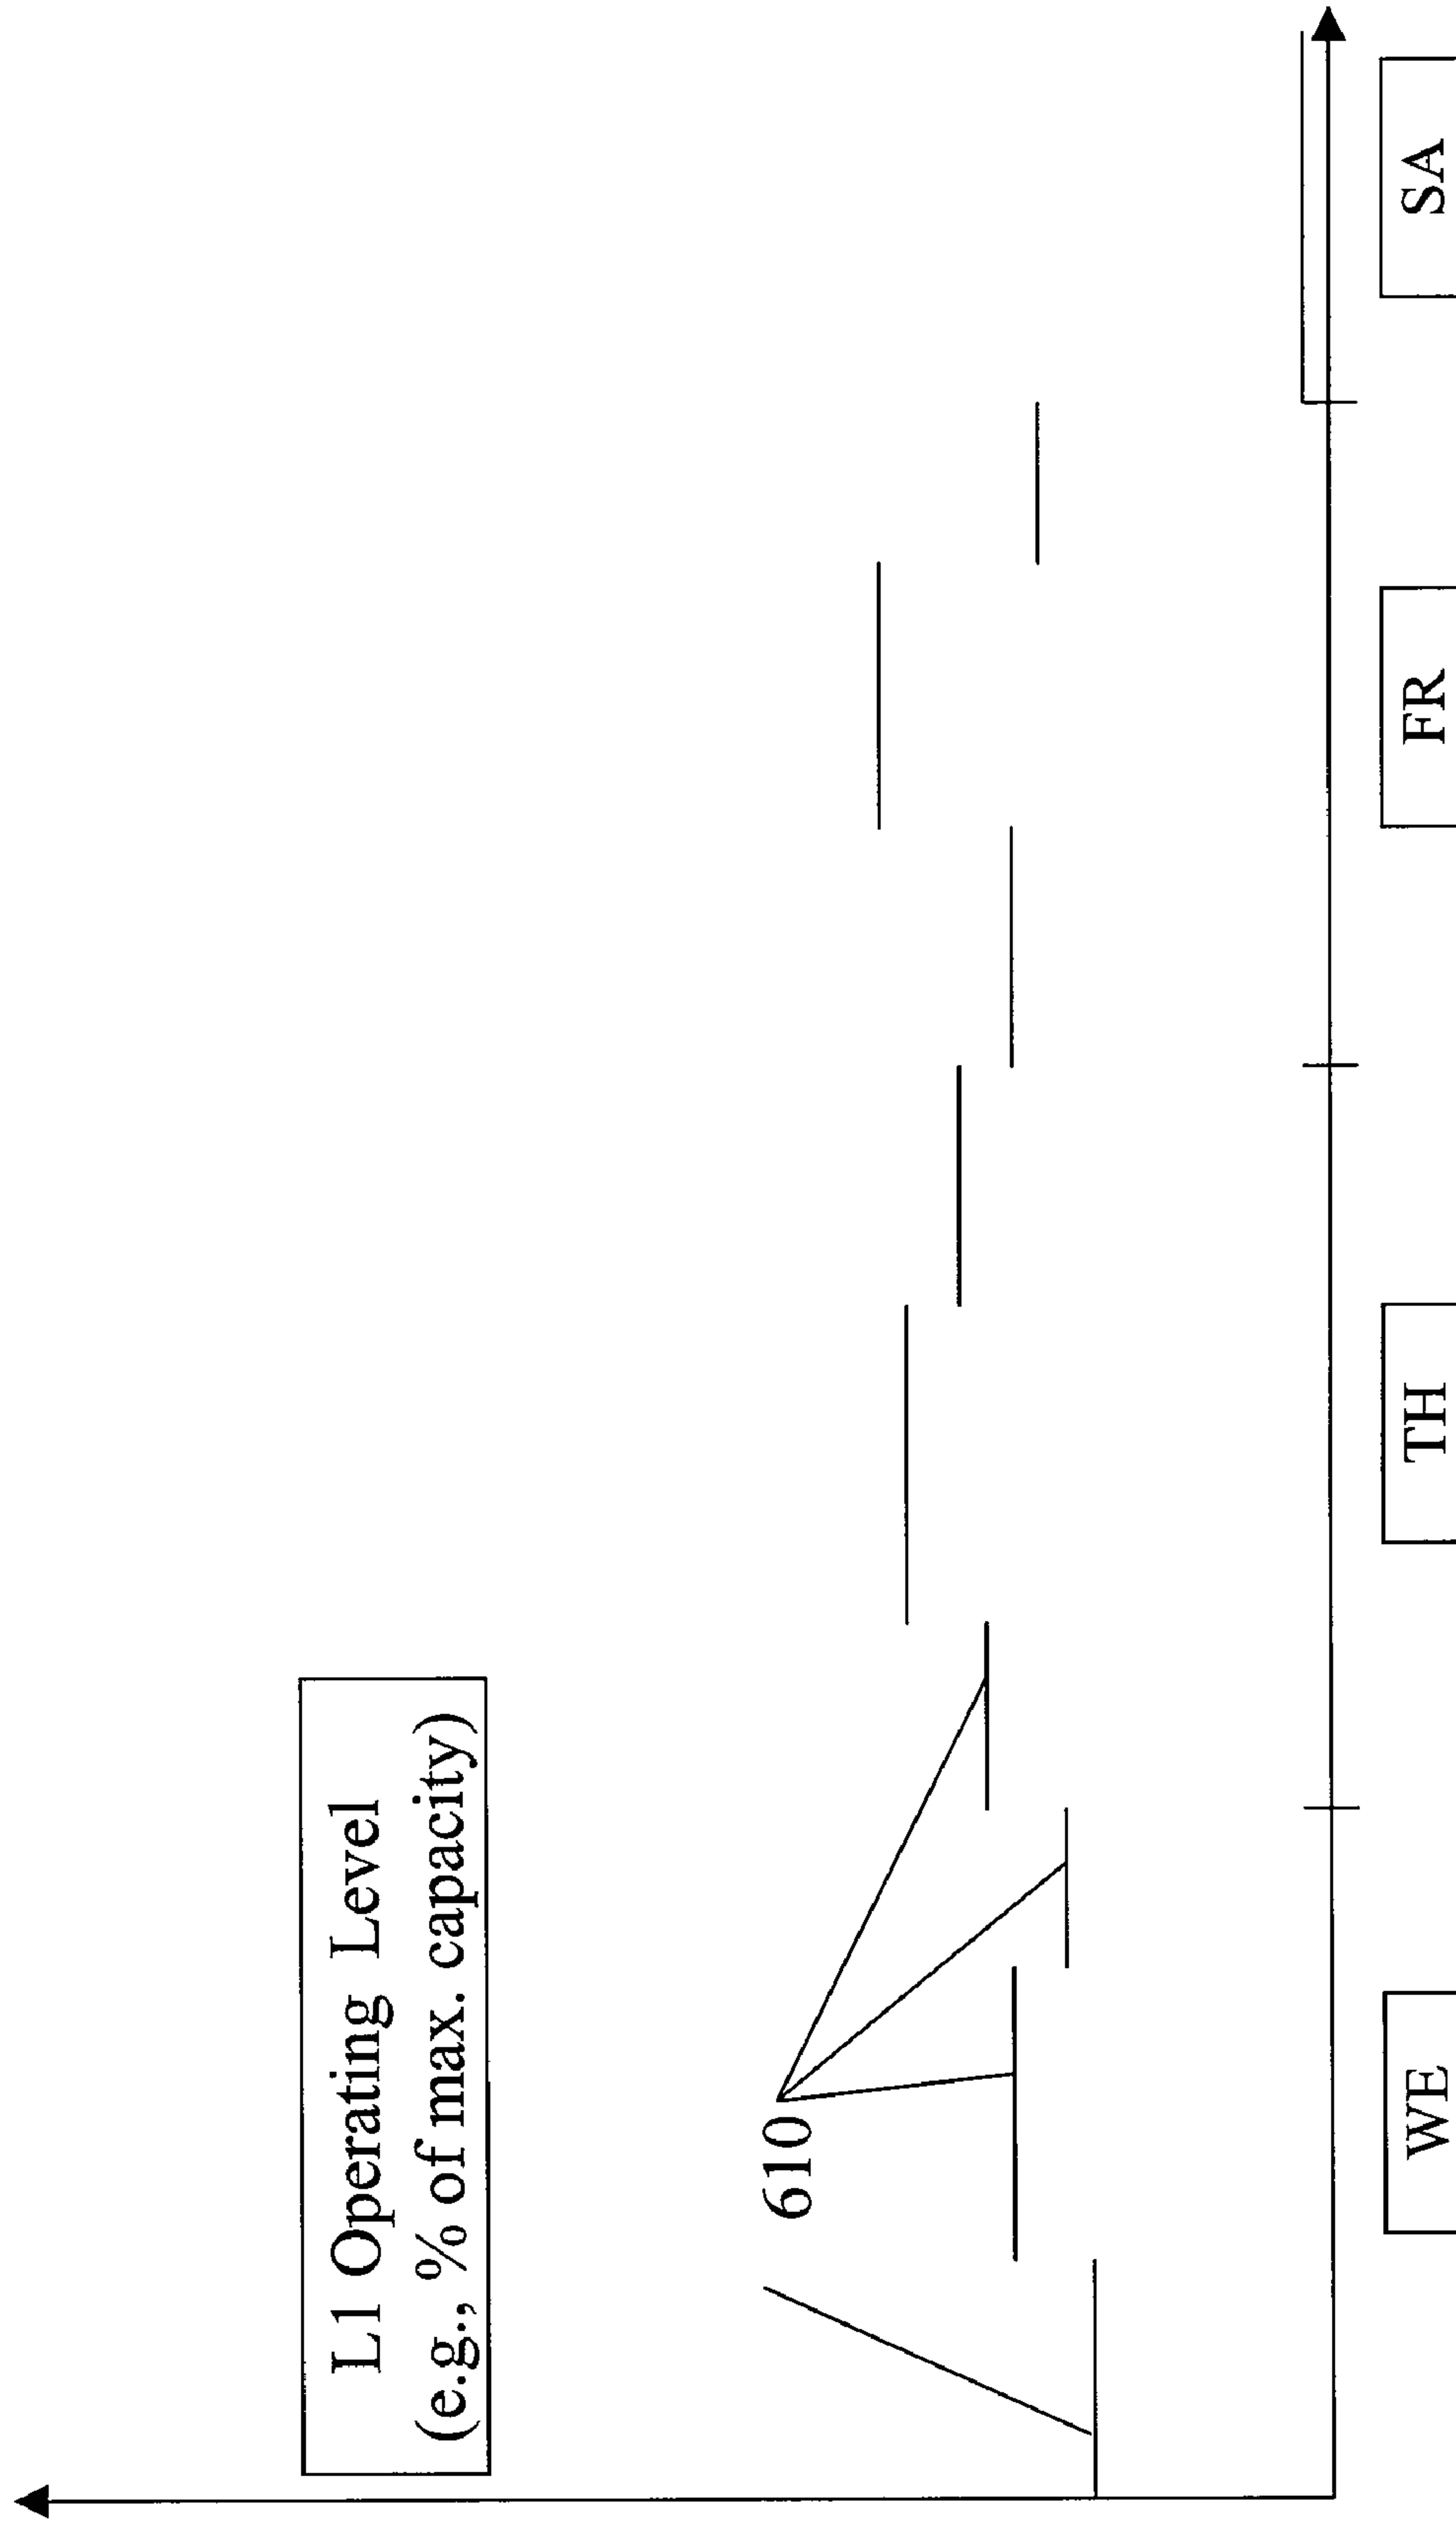 L1 Operating Level
(e.g., % of max. capacity)
610
WE
TH
FR
SA